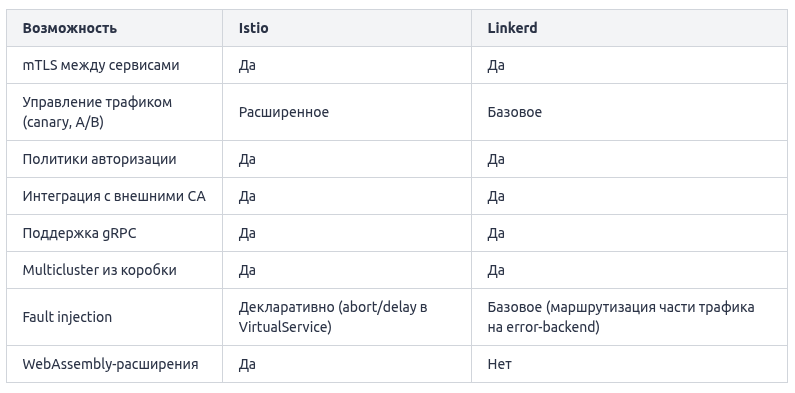 Возможность Istio Linkerd
mTLS между сервисами Да Да
Управление трафиком (canary, A/B) Расширенное Базовое
Политики авторизации Да Да
Интеграция с внешними CA Да Да
Поддержка gRPC Да Да
Multicluster из коробки Да Да
Fault injection Декларативно (abort/delay в VirtualService) Базовое (маршрутизация части трафика на error-backend)
WebAssembly-расширения Да Нет